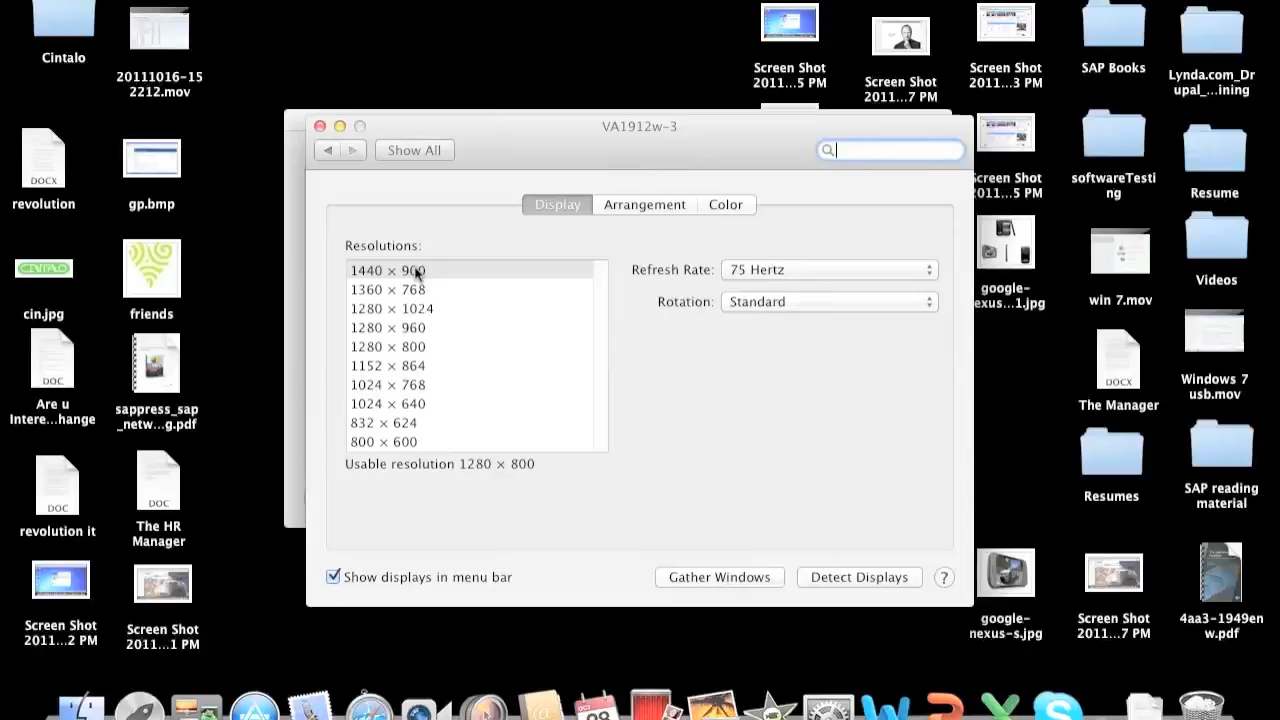 Cintalo
20111016-15
2212.mov
Screen Shot
2011...5 PM
Screen Shot
2011...7 PM
Screen Shot
2011...3 PM
SAP Books
Lynda.com_Dr
upal_...ining
VA1912w-3
Show All
DOCX
revolution
gp.bmp
Screen Shot
2011...5 PM
softwareTesti
ng
Resume
Display
Arrangement
Color
Resolutions:
1440 × 900
1360 × 768
1280 × 1024
1280 × 960
1280 × 800
1152 × 864
1024 × 768
1024 × 640
832 × 624
800 × 600
Usable resolution 1280 × 800
Refresh Rate:
75 Hertz
Rotation:
Standard
CINTALO
cin.jpg
friends
google-
nexus...1.jpg
win 7.mov
Videos
DOC
Are u
Intere...hange
sappress_sap
_netw...g.pdf
DOCX
The Manager
Windows 7
usb.mov
DOC
revolution it
DOC
The HR
Manager
Resumes
SAP reading
material
Show displays in menu bar
Gather Windows
Detect Displays
?
Screen Shot
2011...2 PM
Screen Shot
2011...1 PM
google-
nexus-s.jpg
Screen Shot
2011...7 PM
4aa3-1949en
w.pdf
OCT